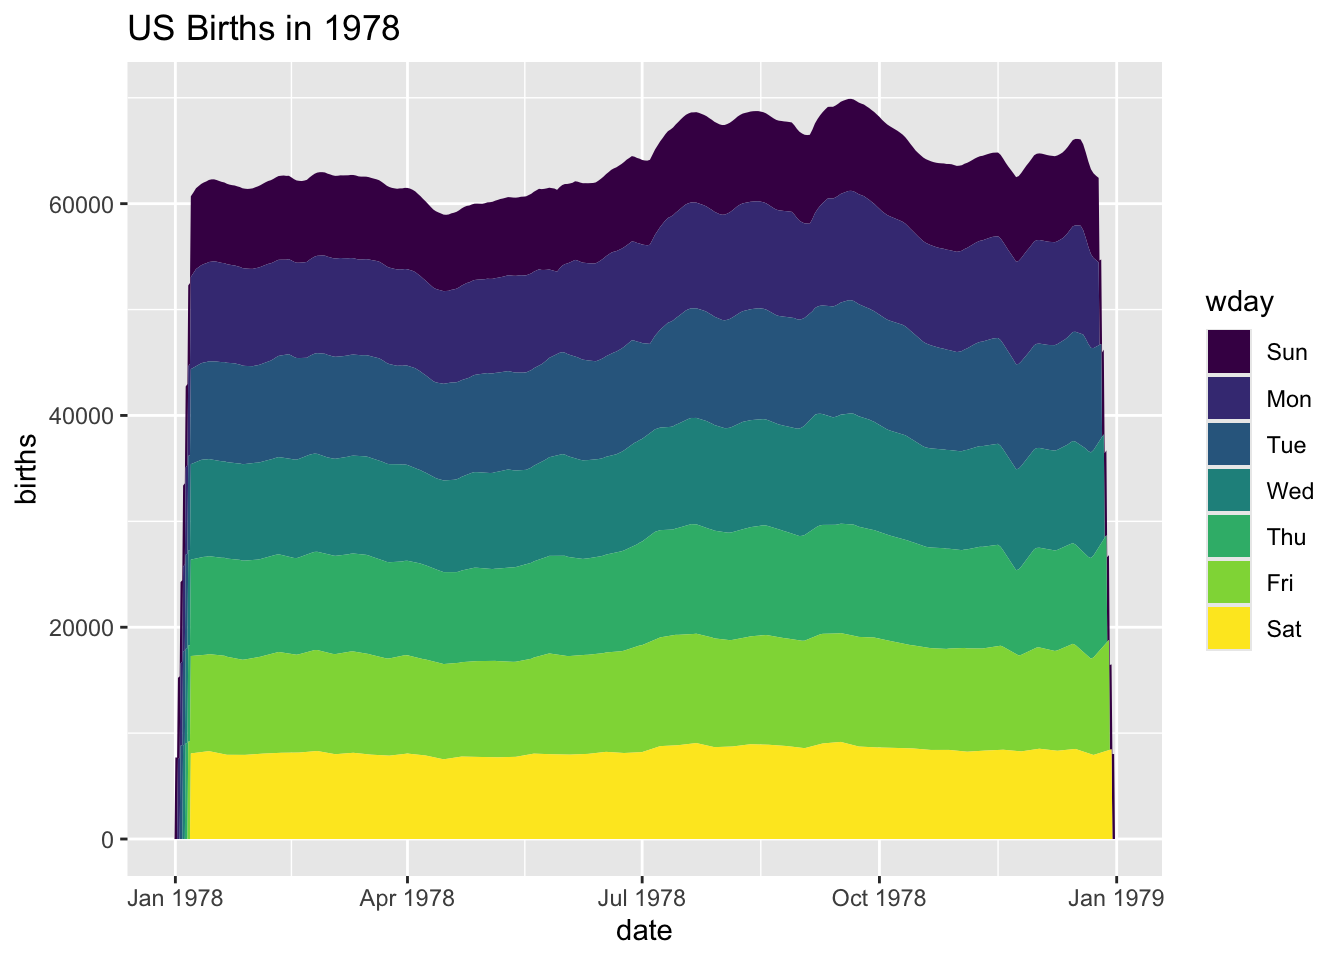 US Births in 1978
births
60000
40000
20000
0
Jan 1978 Apr 1978 Jul 1978 Oct 1978 Jan 1979
date
wday
Sun
Mon
Tue
Wed
Thu
Fri
Sat